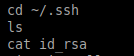 cd ~/.ssh
ls
cat id_rsa